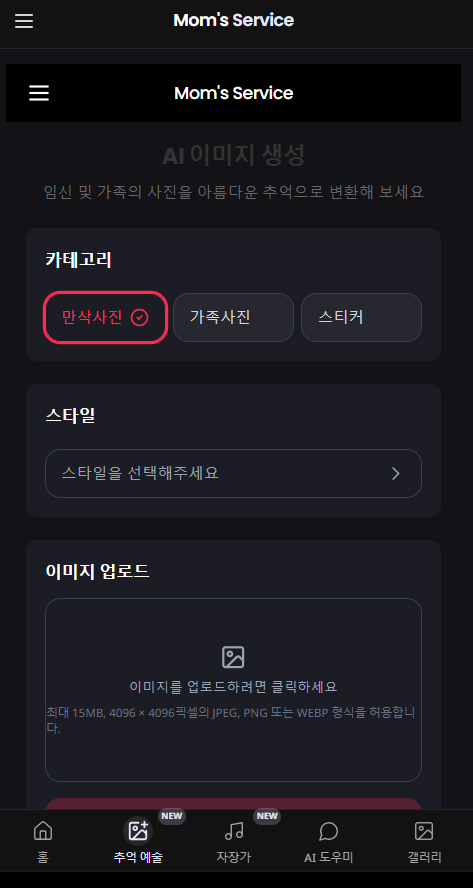 Mom's Service
Mom's Service
AI 이미지 생성
임신 및 가족의 사진을 아름다운 추억으로 변환해 보세요
카테고리
만삭사진
가족사진
스티커
스타일
스타일을 선택해주세요
이미지 업로드
이미지를 업로드하려면 클릭하세요
최대 15MB, 4096 × 4096픽셀의 JPEG, PNG 또는 WEBP 형식을 허용합니
다.
NEW
NEW
홈
추억 예술
자장가
AI 도우미
갤러리